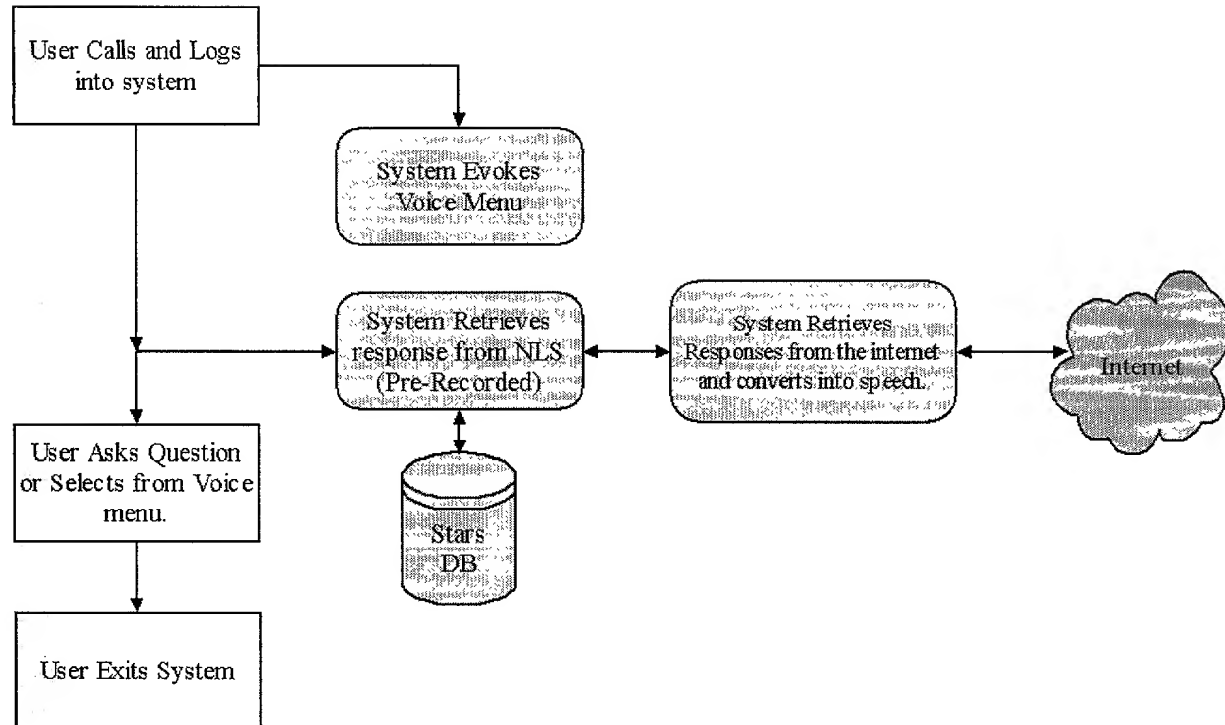 User Calls and Logs
into system
System Evokes
Voice Menu
System Retrieves
response from NLS
(Pre-Recorded)
System Retrieves
Responses from the internet
and converts into speech.
Internet
User Asks Question
or Selects from Voice
menu.
Stars
DB
User Exits System